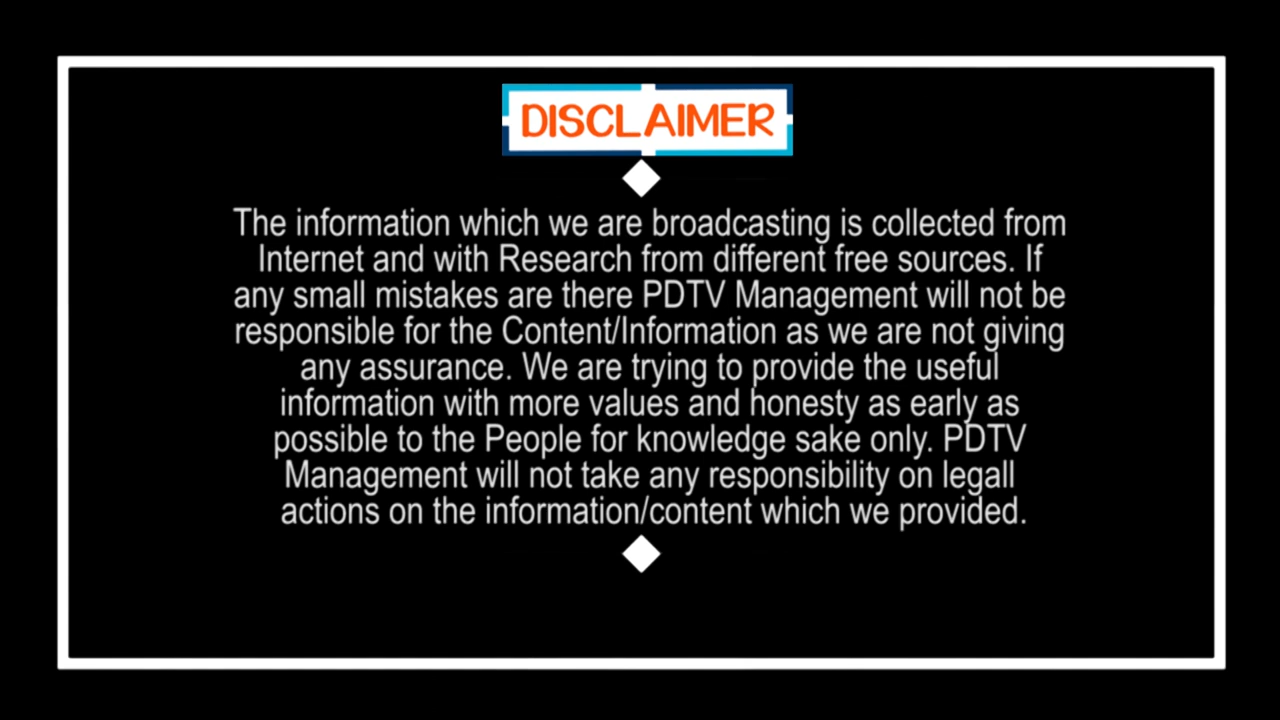 DISCLAIMER
The information which we are broadcasting is collected from
Internet and with Research from different free sources. If
any small mistakes are there PDTV Management will not be
responsible for the Content/Information as we are not giving
any assurance. We are trying to provide the useful
information with more values and honesty as early as
possible to the People for knowledge sake only. PDTV
Management will not take any responsibility on legall
actions on the information/content which we provided.